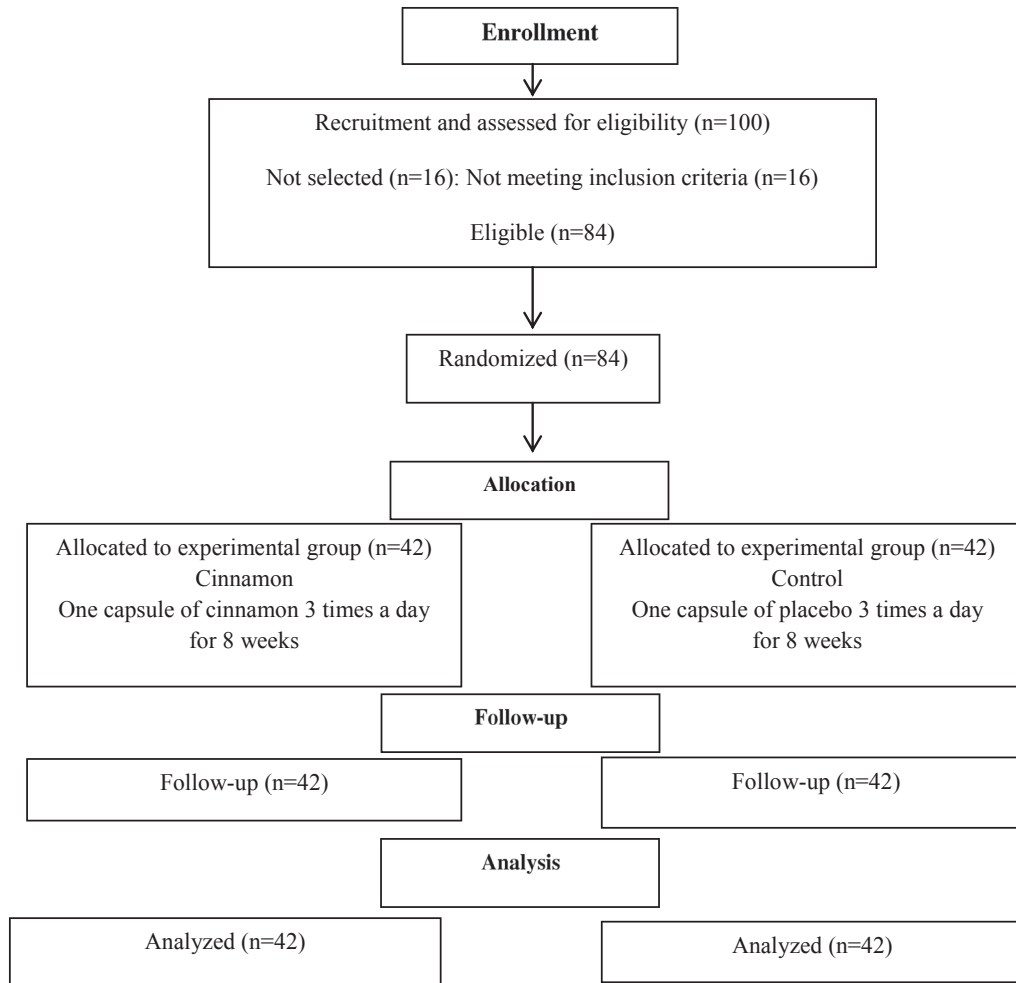 Enrollment
Recruitment and assessed for eligibility (n=100)
Not selected (n=16): Not meeting inclusion criteria (n=16)
Eligible (n=84)
Randomized (n=84)
Allocation
Allocated to experimental group (n=42)
Cinnamon
One capsule of cinnamon 3 times a day
for 8 weeks
Allocated to experimental group (n=42)
Control
One capsule of placebo 3 times a day
for 8 weeks
Follow-up
Follow-up (n=42)
Follow-up (n=42)
Analysis
Analyzed (n=42)
Analyzed (n=42)